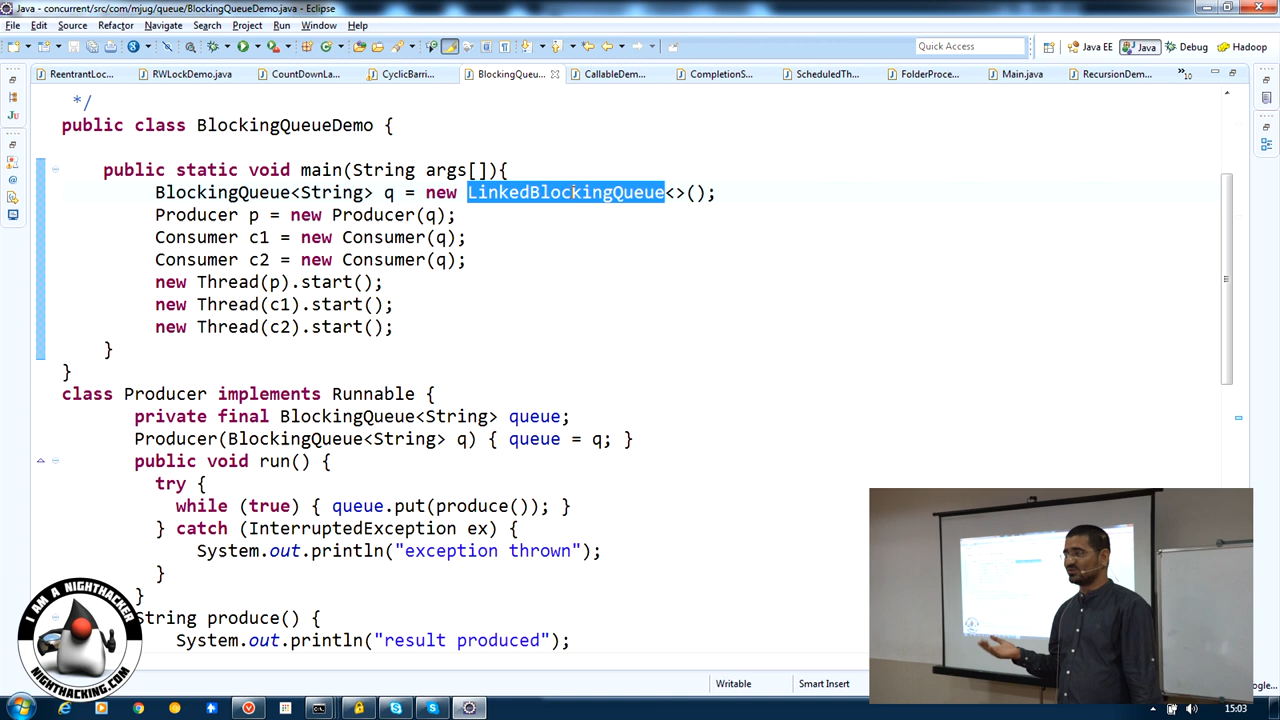 Java - concurrent/src/com/mjug/queue/BlockingQueueDemo.java - Eclipse
File Edit Source Refactor Navigate Search Project Run Window Help
Quick Access Java EE Java Debug Hadoop
ReentrantLoc... RWLockDemo.java CountDownLa... CyclicBarri... BlockingQueu... CallableDem... CompletionS... ScheduledTh... FolderProce... Main.java RecursionDem... »10
*/
public class BlockingQueueDemo {
public static void main(String args[]){
BlockingQueue<String> q = new LinkedBlockingQueue<>();
Producer p = new Producer(q);
Consumer c1 = new Consumer(q);
Consumer c2 = new Consumer(q);
new Thread(p).start();
new Thread(c1).start();
new Thread(c2).start();
}
}
class Producer implements Runnable {
private final BlockingQueue<String> queue;
Producer(BlockingQueue<String> q) { queue = q; }
public void run() {
try {
while (true) { queue.put(produce()); }
} catch (InterruptedException ex) {
System.out.println("exception thrown");
}
}
String produce() {
System.out.println("result produced");
I AM A NIGHTHACKER
NIGHTHACKING.COM
Writable Smart Insert
ogle...
15:03